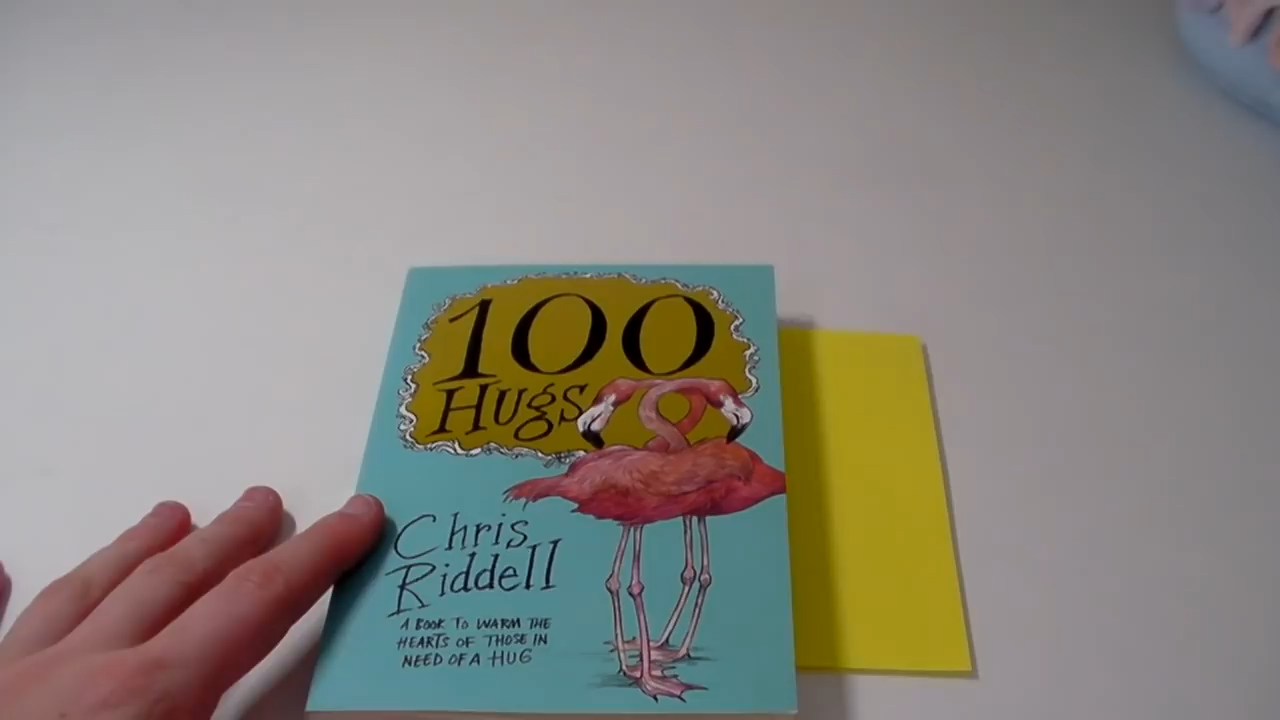 100
Hugs
Chris
Riddell
A BOOK TO WARM THE
HEARTS OF THOSE IN
NEED OF A HUG